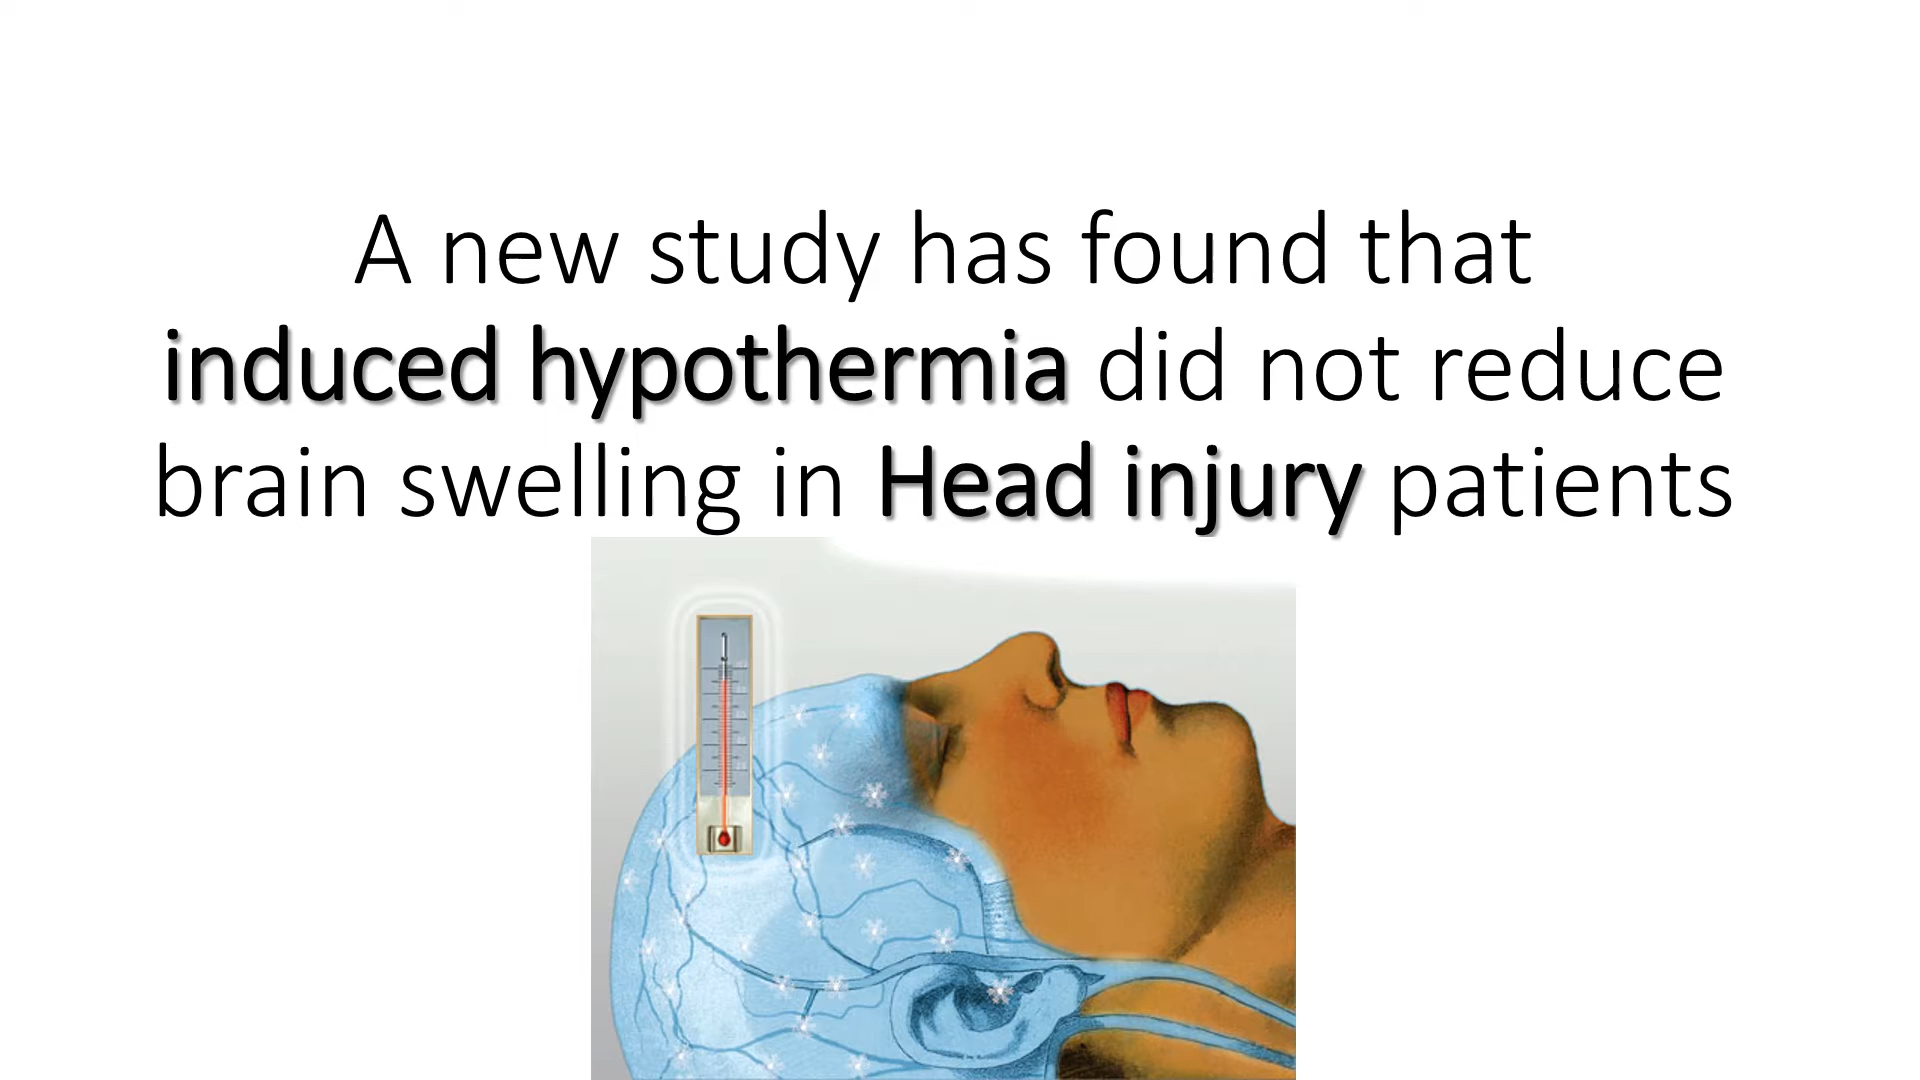 A new study has found that
induced hypothermia did not reduce
brain swelling in Head injury patients